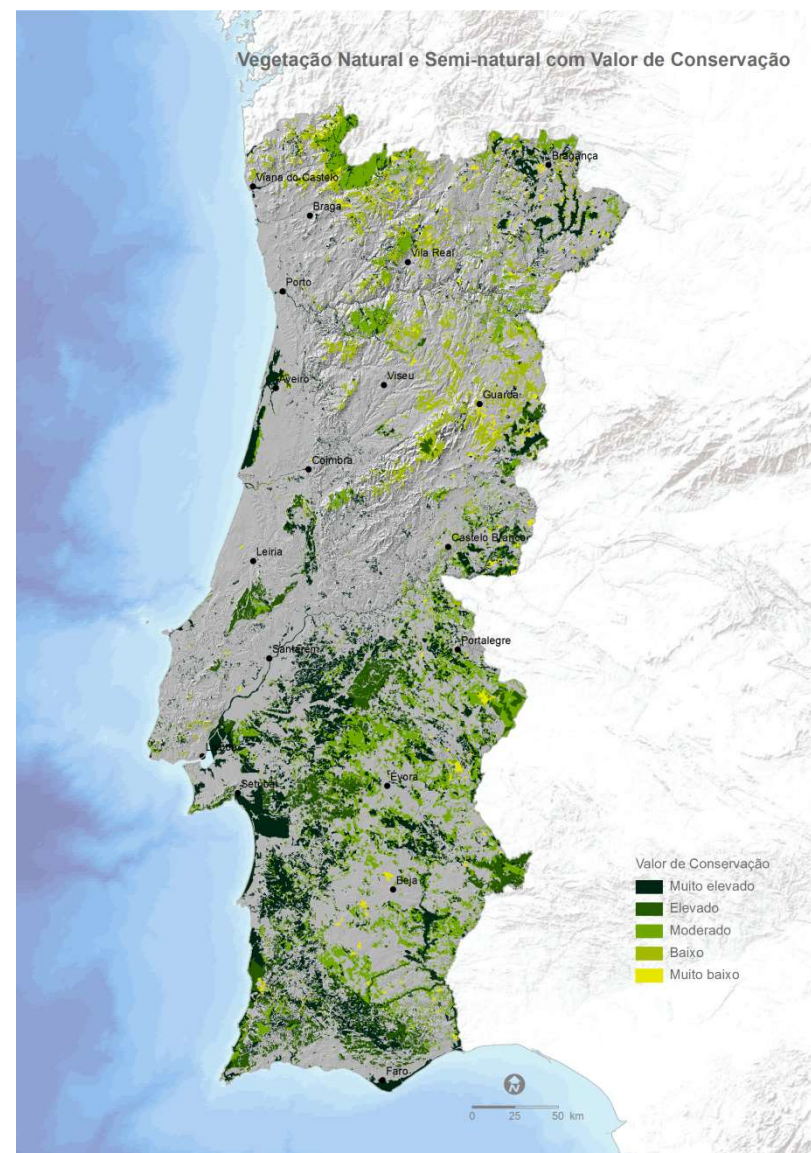 Vegetação Natural e Semi-natural com Valor de Conservação
Bragança
Viana do Castelo
Braga
Vila Real
Porto
Aveiro
Viseu
Guarda
Coimbra
Castelo Branco
Leiria
Portalegre
Santarém
Lisboa
Évora
Setúbal
Valor de Conservação
Muito elevado
Beja
Elevado
Moderado
Baixo
Muito baixo
Faro
0 25 50 km